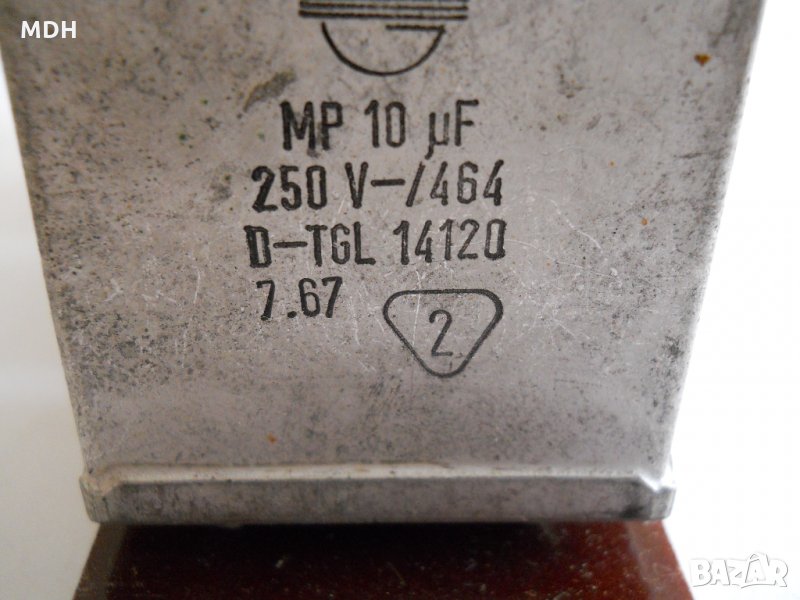 MDH
MP 10 µF
250 V-/464
D-TGL 14120
7.67
2
BAZAR